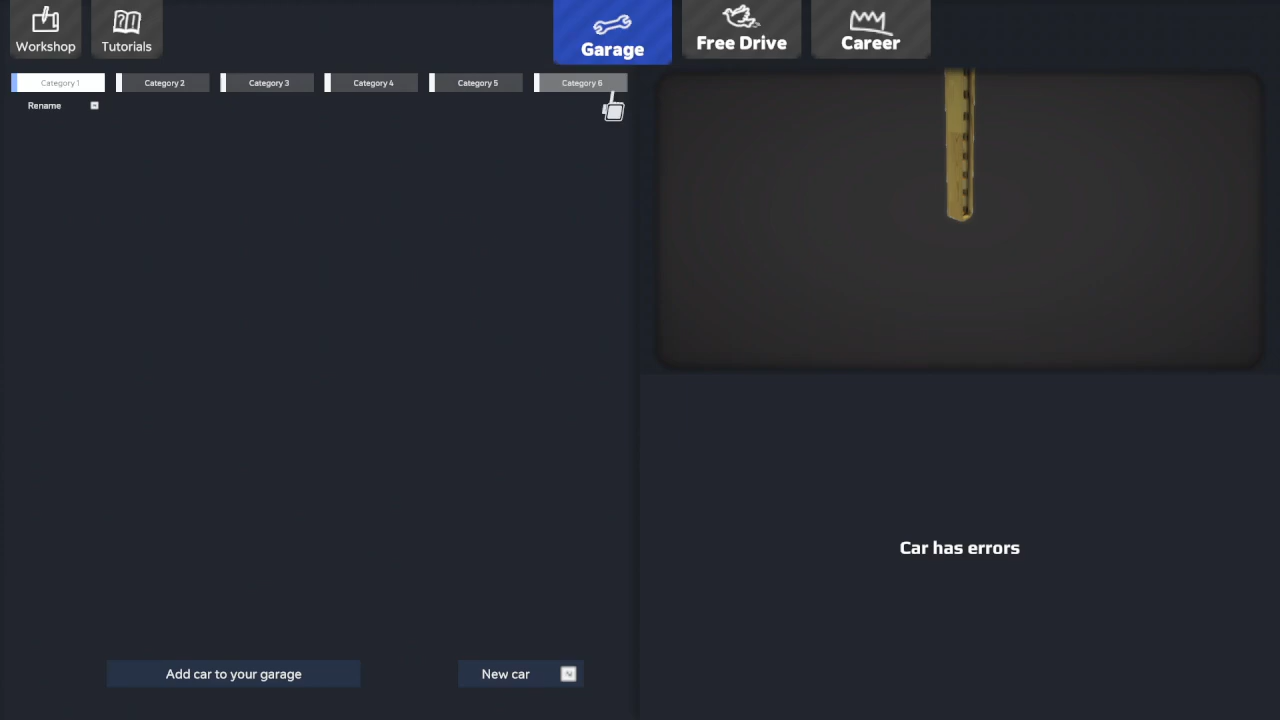 Workshop
Tutorials
Garage
Free Drive
Career
Category 1
Category 2
Category 3
Category 4
Category 5
Category 6
Rename
Car has errors
Add car to your garage
New car